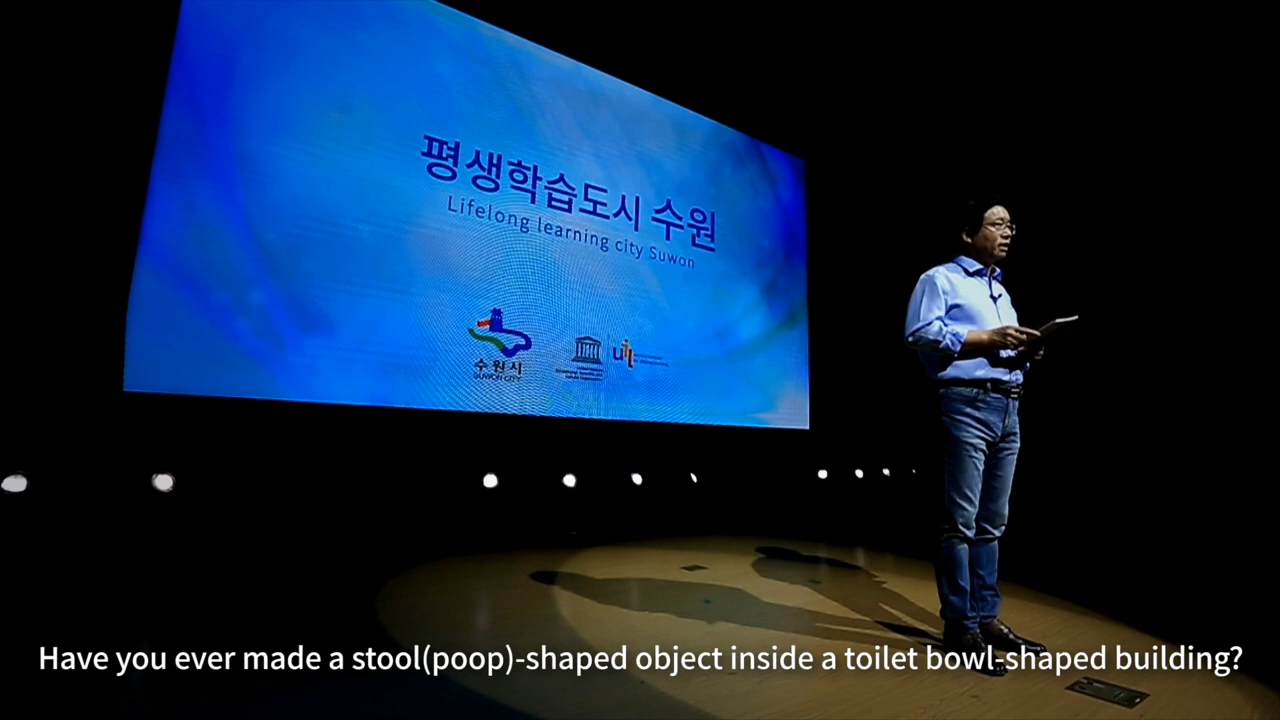 평생학습도시 수원
Lifelong learning city Suwon
수원시
SUWON CITY
uil
Have you ever made a stool(poop)-shaped object inside a toilet bowl-shaped building?